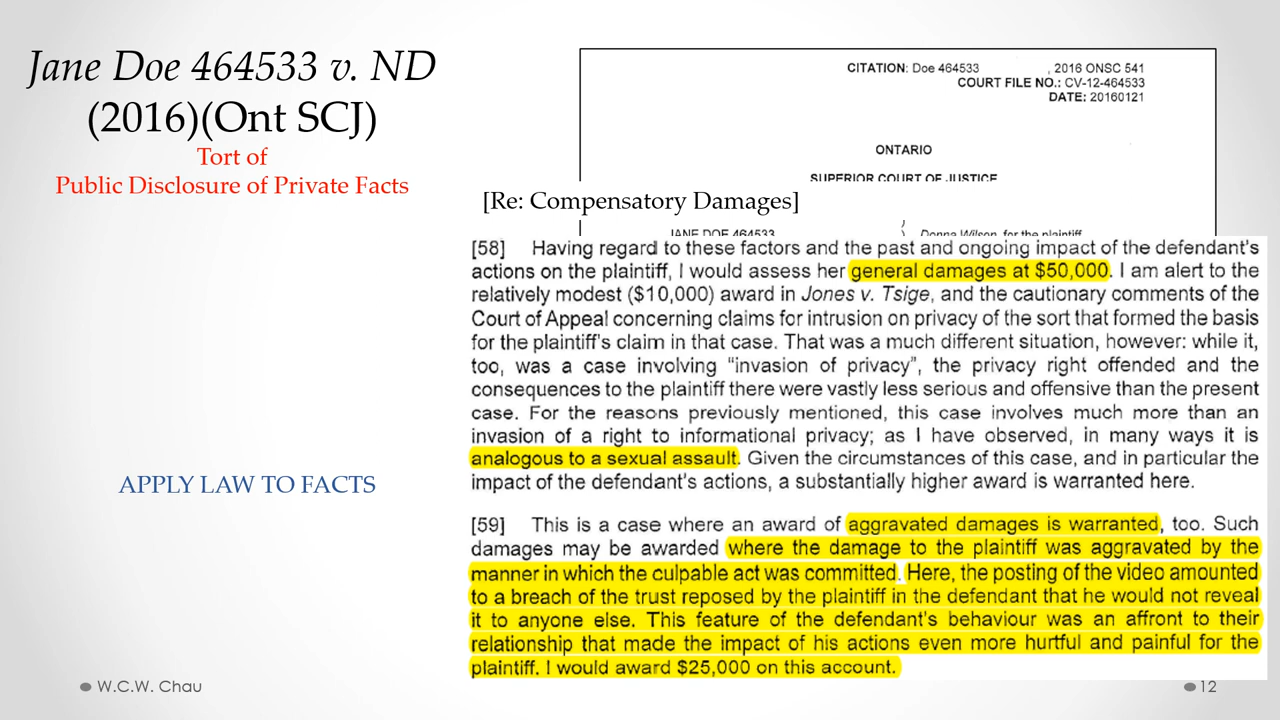 Jane Doe 464533 v. ND
(2016)(Ont SCJ)
Tort of
Public Disclosure of Private Facts
APPLY LAW TO FACTS
CITATION: Doe 464533 , 2016 ONSC 541
COURT FILE NO.: CV-12-464533
DATE: 20160121
ONTARIO
SUPERIOR COURT OF JUSTICE
[Re: Compensatory Damages]
JANE DOE 464533 ) Donna Wilson, for the plaintiff
[58] Having regard to these factors and the past and ongoing impact of the defendant's
actions on the plaintiff, I would assess her general damages at $50,000. I am alert to the
relatively modest ($10,000) award in Jones v. Tsige, and the cautionary comments of the
Court of Appeal concerning claims for intrusion on privacy of the sort that formed the basis
for the plaintiff's claim in that case. That was a much different situation, however: while it,
too, was a case involving “invasion of privacy”, the privacy right offended and the
consequences to the plaintiff there were vastly less serious and offensive than the present
case. For the reasons previously mentioned, this case involves much more than an
invasion of a right to informational privacy; as I have observed, in many ways it is
analogous to a sexual assault. Given the circumstances of this case, and in particular the
impact of the defendant's actions, a substantially higher award is warranted here.
[59] This is a case where an award of aggravated damages is warranted, too. Such
damages may be awarded where the damage to the plaintiff was aggravated by the
manner in which the culpable act was committed. Here, the posting of the video amounted
to a breach of the trust reposed by the plaintiff in the defendant that he would not reveal
it to anyone else. This feature of the defendant's behaviour was an affront to their
relationship that made the impact of his actions even more hurtful and painful for the
plaintiff. I would award $25,000 on this account.
W.C.W. Chau
12